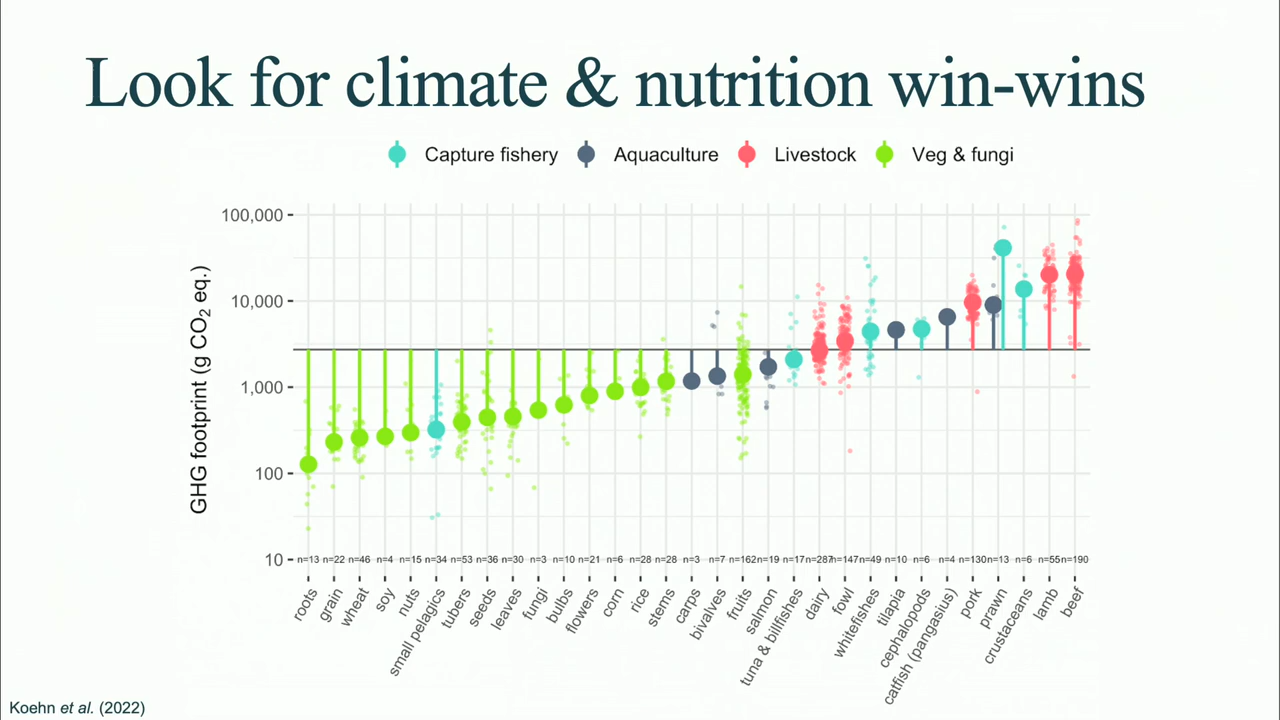 Look for climate & nutrition win-wins
Capture fishery Aquaculture Livestock Veg & fungi
GHG footprint (g CO₂ eq.)
100,000
10,000
1,000
100
10
n=13 n=22 n=46 n=4 n=15 n=34 n=53 n=36 n=30 n=3 n=10 n=21 n=6 n=28 n=28 n=3 n=7 n=162 n=19 n=17 n=287 n=147 n=49 n=10 n=6 n=4 n=130 n=13 n=6 n=55 n=190
roots
grain
wheat
soy
nuts
small pelagics
tubers
seeds
leaves
fungi
bulbs
flowers
corn
rice
stems
carps
bivalves
fruits
salmon
tuna & billfishes
dairy
fowl
whitefishes
tilapia
cephalopods
catfish (pangasius)
pork
prawn
crustaceans
lamb
beef
Koehn et al. (2022)